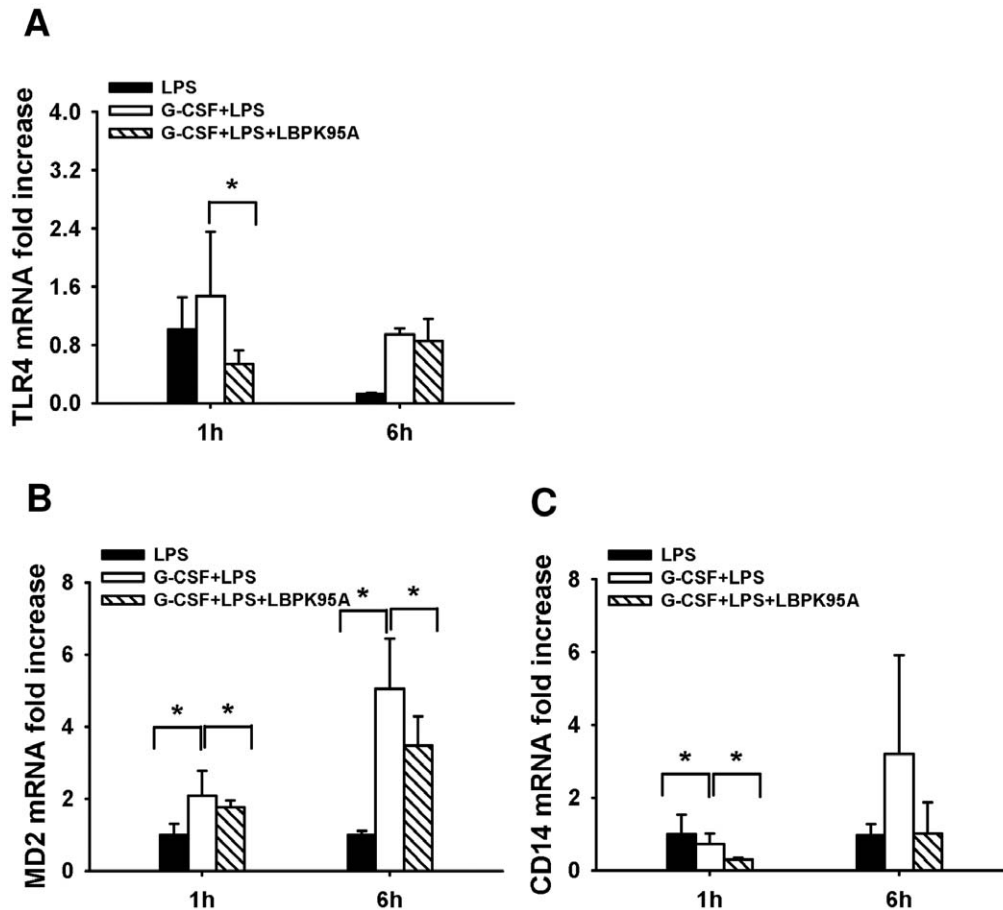 A
LPS
G-CSF+LPS
G-CSF+LPS+LBPK95A
TLR4 mRNA fold increase
4.0
3.2
2.4
1.6
0.8
0.0
*
1h
6h
B
LPS
G-CSF+LPS
G-CSF+LPS+LBPK95A
MD2 mRNA fold increase
8
6
4
2
0
*
*
*
*
1h
6h
C
LPS
G-CSF+LPS
G-CSF+LPS+LBPK95A
CD14 mRNA fold increase
8
6
4
2
0
*
*
1h
6h